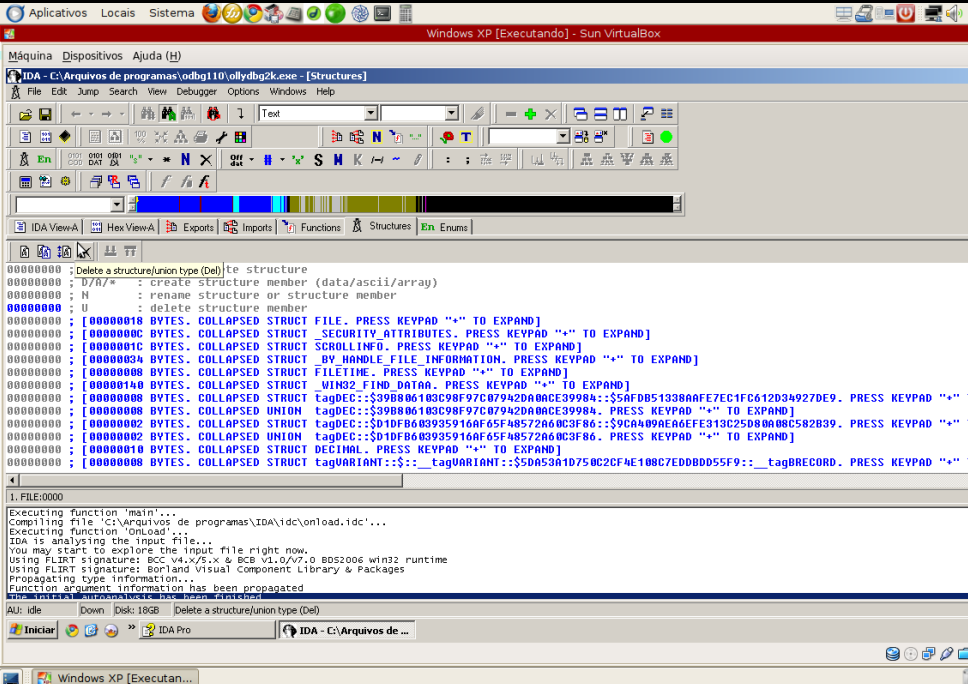 Aplicativos Locais Sistema
Windows XP [Executando] - Sun VirtualBox
Máquina Dispositivos Ajuda (H)
IDA - C:\Arquivos de programas\odbg110\ollydbg2k.exe - [Structures]
File Edit Jump Search View Debugger Options Windows Help
Text
En
IDA View-A Hex View-A Exports Imports Functions Structures En Enums
00000000 ; te structure
Delete a structure/union type (Del)
00000000 ; D/A/* : create structure member (data/ascii/array)
00000000 ; N : rename structure or structure member
00000000 ; U : delete structure member
00000000 ; [00000018 BYTES. COLLAPSED STRUCT FILE. PRESS KEYPAD "+" TO EXPAND]
00000000 ; [0000000C BYTES. COLLAPSED STRUCT _SECURITY_ATTRIBUTES. PRESS KEYPAD "+" TO EXPAND]
00000000 ; [0000001C BYTES. COLLAPSED STRUCT SCROLLINFO. PRESS KEYPAD "+" TO EXPAND]
00000000 ; [00000034 BYTES. COLLAPSED STRUCT _BY_HANDLE_FILE_INFORMATION. PRESS KEYPAD "+" TO EXPAND]
00000000 ; [00000008 BYTES. COLLAPSED STRUCT FILETIME. PRESS KEYPAD "+" TO EXPAND]
00000000 ; [00000140 BYTES. COLLAPSED STRUCT _WIN32_FIND_DATAA. PRESS KEYPAD "+" TO EXPAND]
00000000 ; [00000008 BYTES. COLLAPSED STRUCT tagDEC::$39B806103C98F97C07942DA0ACE39984::$5AFDB51338AAFE7EC1FC612D34927DE9. PRESS KEYPAD "+"
00000000 ; [00000008 BYTES. COLLAPSED UNION tagDEC::$39B806103C98F97C07942DA0ACE39984. PRESS KEYPAD "+" TO EXPAND]
00000000 ; [00000002 BYTES. COLLAPSED STRUCT tagDEC::$D1DFB603935916AF65F48572A60C3F86::$9CA409AEA6EFE313C25D80A08C582B39. PRESS KEYPAD "+"
00000000 ; [00000002 BYTES. COLLAPSED UNION tagDEC::$D1DFB603935916AF65F48572A60C3F86. PRESS KEYPAD "+" TO EXPAND]
00000000 ; [00000010 BYTES. COLLAPSED STRUCT DECIMAL. PRESS KEYPAD "+" TO EXPAND]
00000000 ; [00000008 BYTES. COLLAPSED STRUCT tagVARIANT::$::__tagVARIANT::$5DA53A1D750C2CF4E108C7EDDBDD55F9::__tagBRECORD. PRESS KEYPAD "+"
1. FILE:0000
Executing function 'main'...
Compiling file 'C:\Arquivos de programas\IDA\idc\onload.idc'...
Executing function 'OnLoad'...
IDA is analysing the input file...
You may start to explore the input file right now.
Using FLIRT signature: BCC v4.x/5.x & BCB v1.0/v7.0 BDS2006 win32 runtime
Using FLIRT signature: Borland Visual Component Library & Packages
Propagating type information...
Function argument information has been propagated
The initial autoanalysis has been finished
AU: idle Down Disk: 18GB Delete a structure/union type (Del)
Iniciar » IDA Pro IDA - C:\Arquivos de ...
Windows XP [Executan...